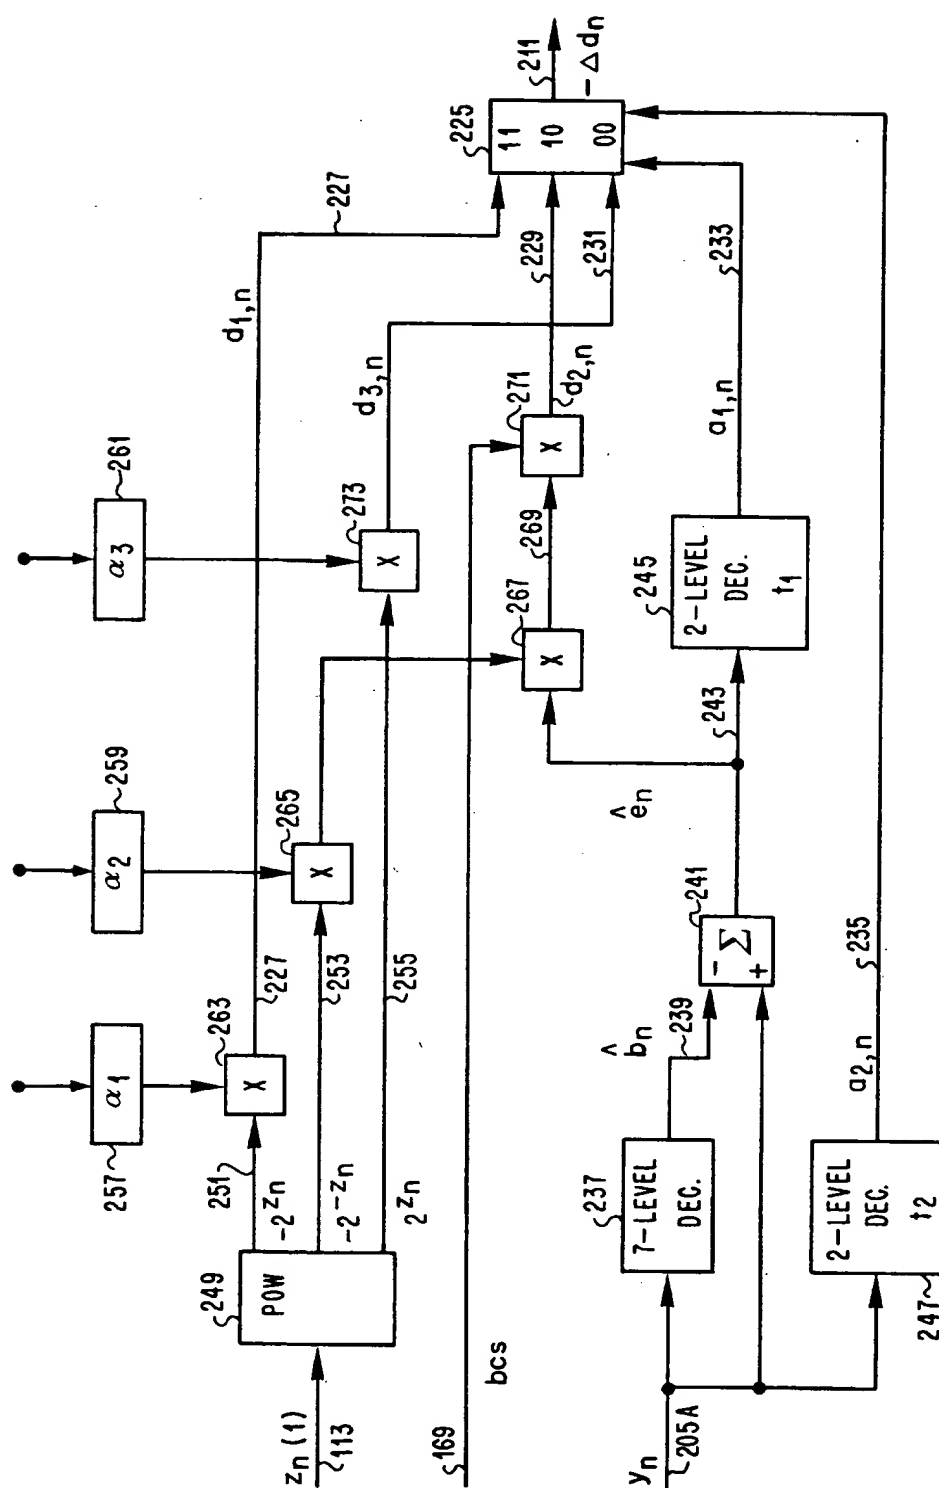 211
-Δdn
225
11
10
00
227
229
231
233
d1,n
d3,n
d2,n
a1,n
261
α3
273
X
271
X
269
267
X
245
2-LEVEL
DEC.
t1
243
259
α2
265
X
ên
241
-
Σ
+
235
a2,n
257
α1
263
X
227
253
255
251
-2^zn
-2^-zn
2^zn
249
POW
b̂n
239
237
7-LEVEL
DEC.
2-LEVEL
DEC.
t2
247
zn(1)
113
bcs
169
yn
205A